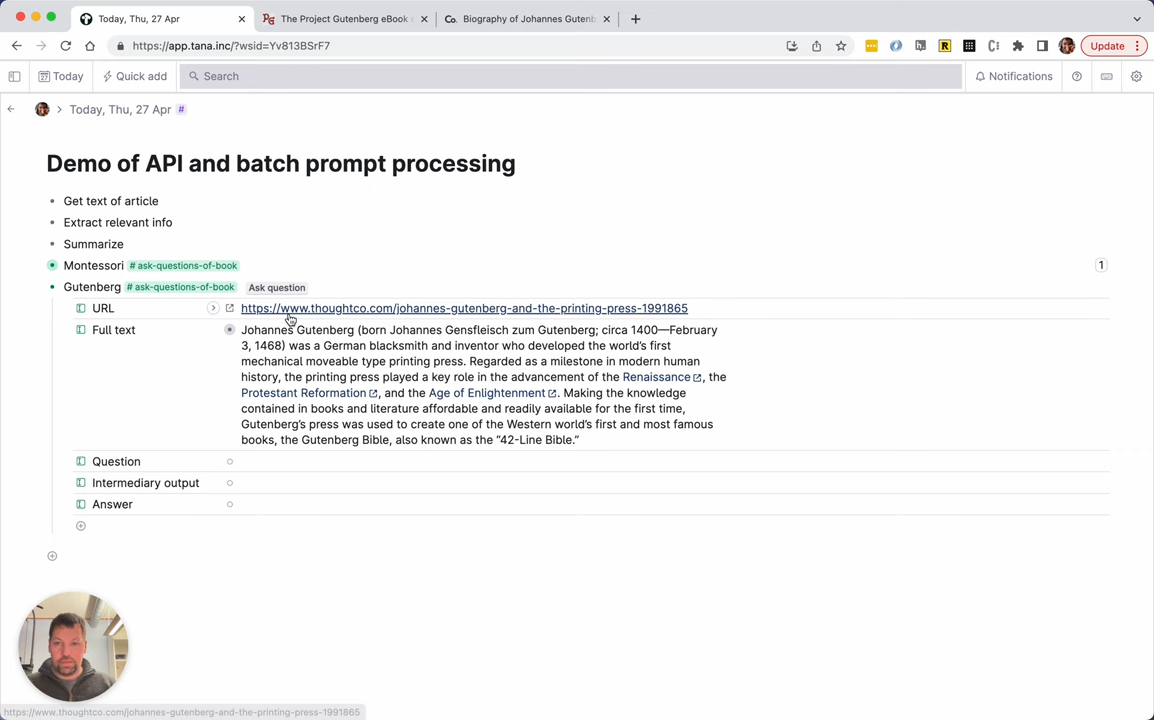 Today, Thu, 27 Apr
The Project Gutenberg eBook o
Co. Biography of Johannes Gutenb
https://app.tana.inc/?wsid=Yv813BSrF7
Update
Today
Quick add
Search
Notifications
Today, Thu, 27 Apr #
Demo of API and batch prompt processing
Get text of article
Extract relevant info
Summarize
Montessori # ask-questions-of-book
1
Gutenberg # ask-questions-of-book Ask question
URL
https://www.thoughtco.com/johannes-gutenberg-and-the-printing-press-1991865
Full text
Johannes Gutenberg (born Johannes Gensfleisch zum Gutenberg; circa 1400—February
3, 1468) was a German blacksmith and inventor who developed the world’s first
mechanical moveable type printing press. Regarded as a milestone in modern human
history, the printing press played a key role in the advancement of the Renaissance, the
Protestant Reformation, and the Age of Enlightenment. Making the knowledge
contained in books and literature affordable and readily available for the first time,
Gutenberg’s press was used to create one of the Western world’s first and most famous
books, the Gutenberg Bible, also known as the “42-Line Bible.”
Question
Intermediary output
Answer
https://www.thoughtco.com/johannes-gutenberg-and-the-printing-press-1991865